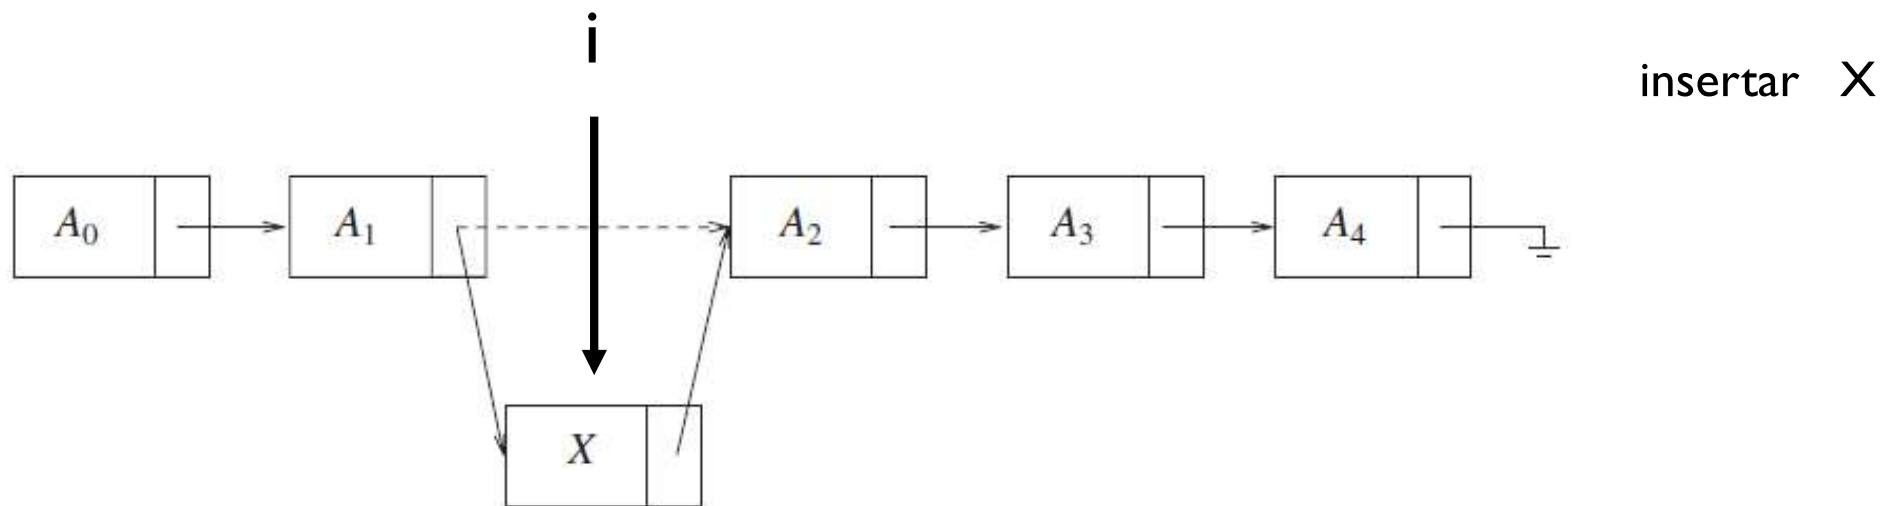 i
insertar X
A₀ A₁ A₂ A₃ A₄
X